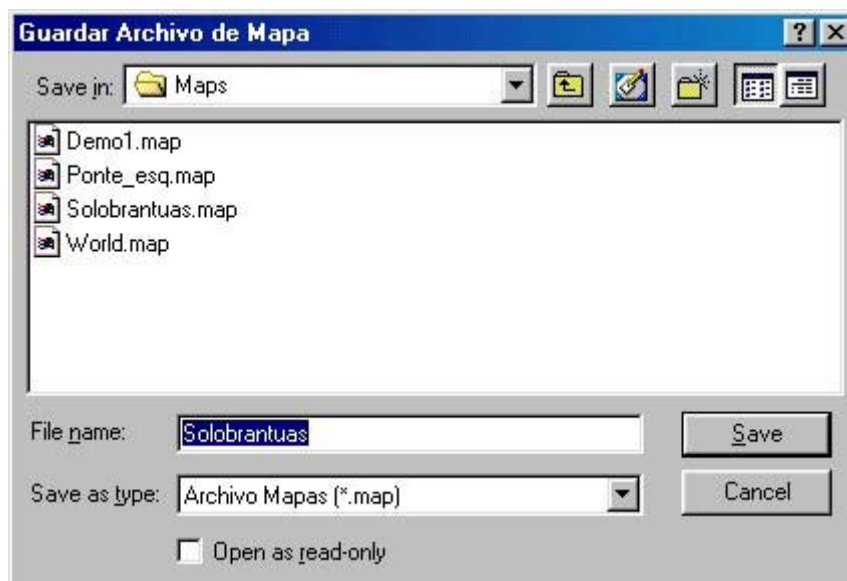 Guardar Archivo de Mapa
Save in: Maps
Demo1.map
Ponte_esq.map
Solobrantuas.map
World.map
File name: Solobrantuas Save
Save as type: Archivo Mapas (*.map) Cancel
Open as read-only